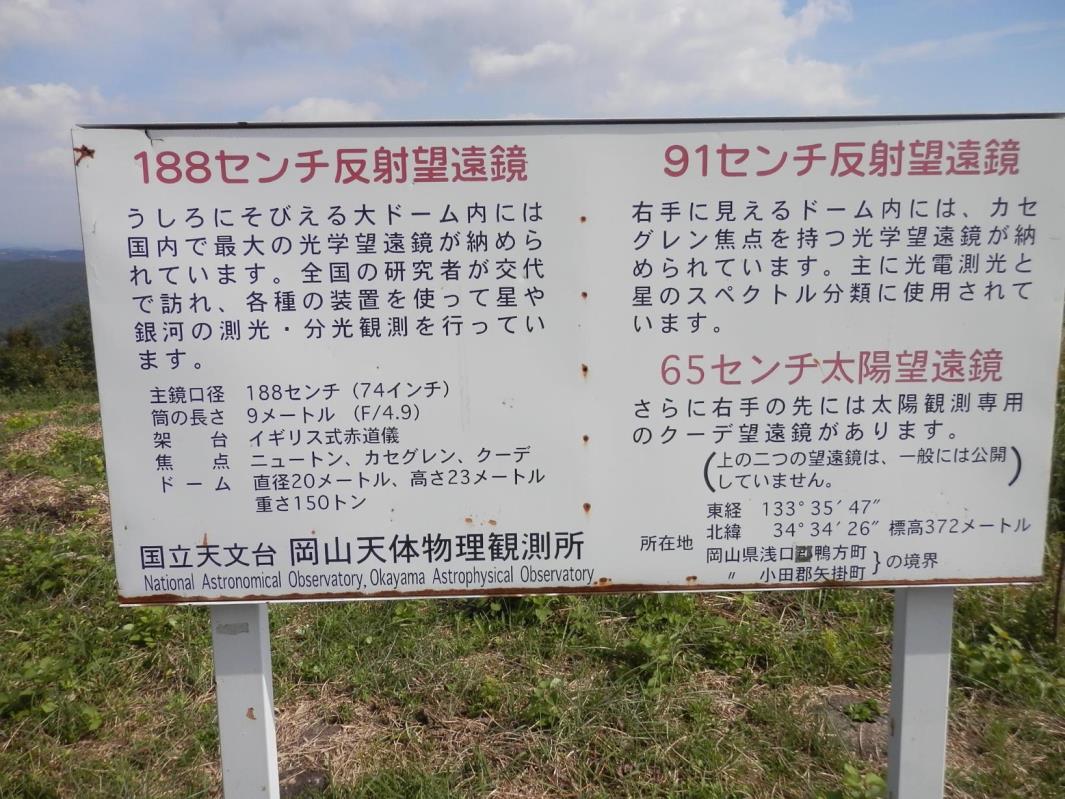 188センチ反射望遠鏡
うしろにそびえる大ドーム内には
国内で最大の光学望遠鏡が納めら
れています。全国の研究者が交代
で訪れ、各種の装置を使って星や
銀河の測光・分光観測を行ってい
ます。
主鏡口径 188センチ(74インチ)
筒の長さ 9メートル (F/4.9)
架台 イギリス式赤道儀
焦点 ニュートン、カセグレン、クーデ
ドーム 直径20メートル、高さ23メートル
重さ150トン
国立天文台 岡山天体物理観測所
National Astronomical Observatory, Okayama Astrophysical Observatory
91センチ反射望遠鏡
右手に見えるドーム内には、カセ
グレン焦点を持つ光学望遠鏡が納
められています。主に光電測光と
星のスペクトル分類に使用されて
います。
65センチ太陽望遠鏡
さらに右手の先には太陽観測専用
のクーデ望遠鏡があります。
(上の二つの望遠鏡は、一般には公開
していません。)
東経 133°35′47″
北緯 34°34′26″ 標高372メートル
所在地 岡山県浅口郡鴨方町
〃 小田郡矢掛町 }の境界